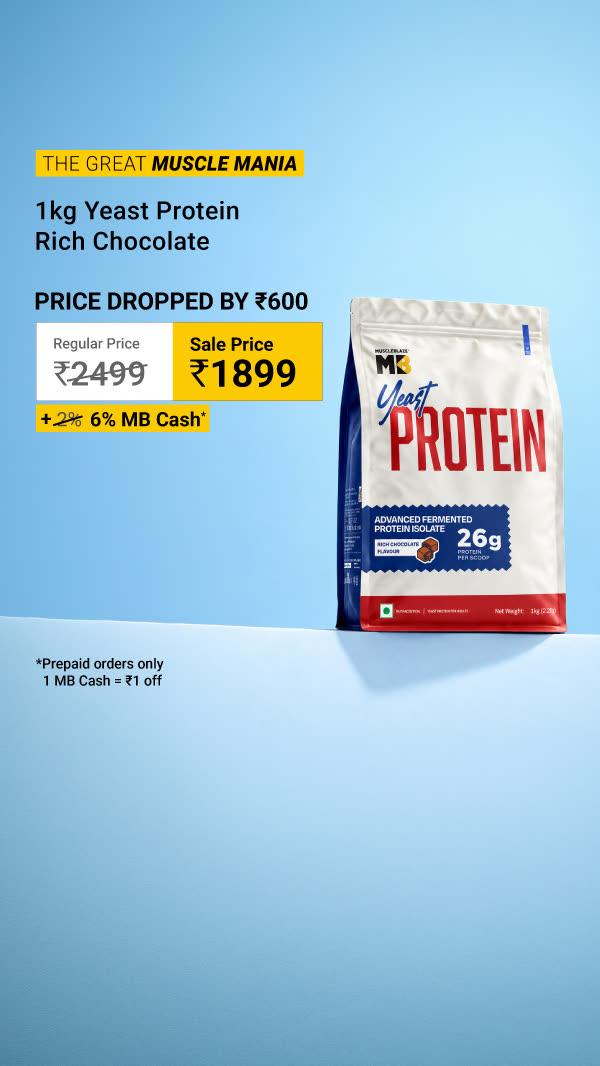 THE GREAT MUSCLE MANIA
1kg Yeast Protein
Rich Chocolate
PRICE DROPPED BY ₹600
Regular Price
₹2499
Sale Price
₹1899
+ 2% 6% MB Cash*
MUSCLEBLAZE
MB
Yeast
PROTEIN
ADVANCED FERMENTED
PROTEIN ISOLATE
RICH CHOCOLATE
FLAVOUR
26g
PROTEIN
PER SCOOP
Net Weight: 1kg
*Prepaid orders only
1 MB Cash = ₹1 off